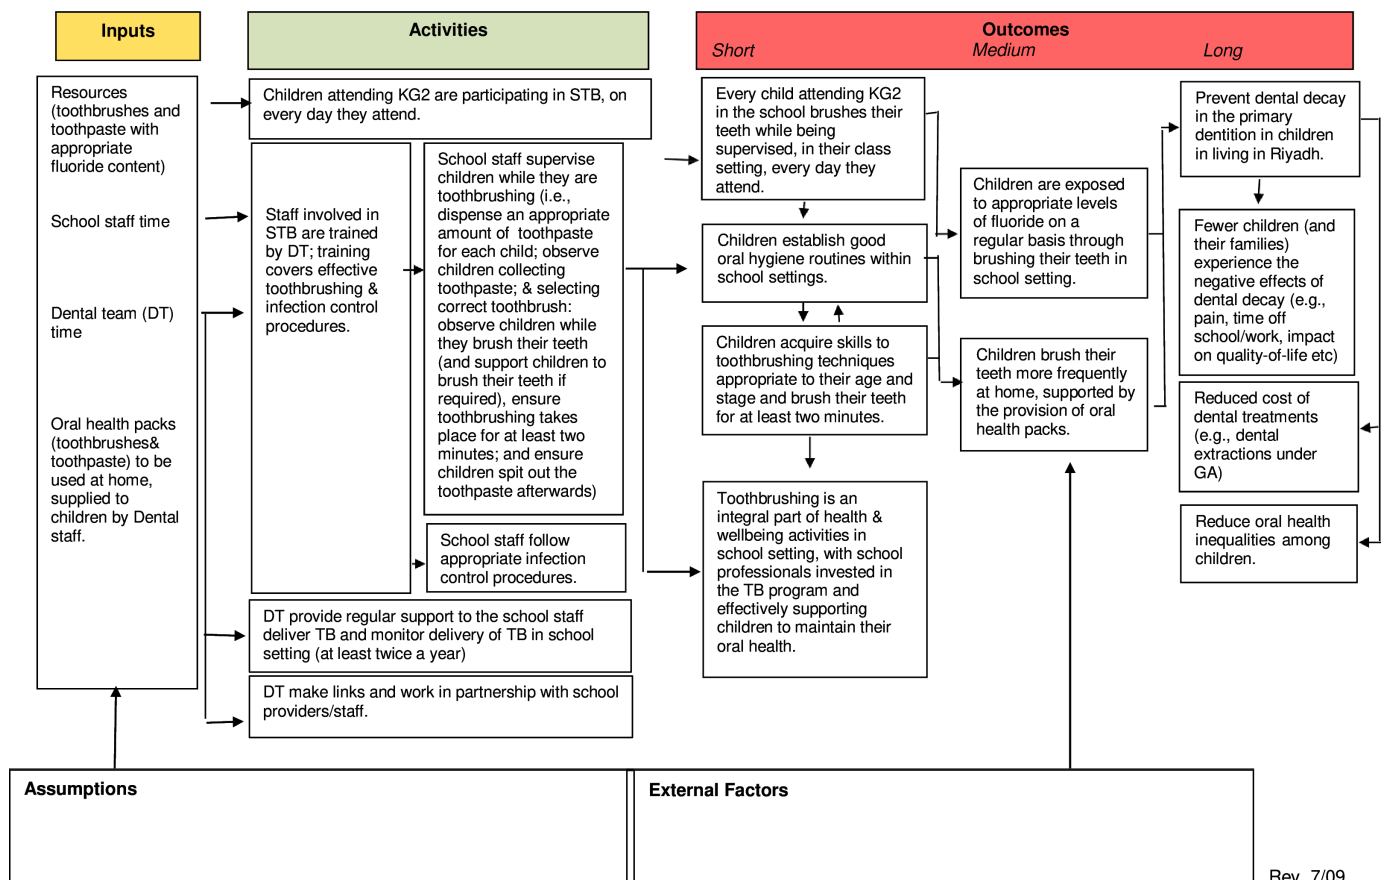 Inputs
Activities
Outcomes
Short Medium Long
Resources
(toothbrushes and
toothpaste with
appropriate
fluoride content)
School staff time
Dental team (DT)
time
Oral health packs
(toothbrushes&
toothpaste) to be
used at home,
supplied to
children by Dental
staff.
Children attending KG2 are participating in STB, on
every day they attend.
Staff involved in
STB are trained
by DT; training
covers effective
toothbrushing &
infection control
procedures.
School staff supervise
children while they are
toothbrushing (i.e.,
dispense an appropriate
amount of toothpaste
for each child; observe
children collecting
toothpaste; & selecting
correct toothbrush:
observe children while
they brush their teeth
(and support children to
brush their teeth if
required), ensure
toothbrushing takes
place for at least two
minutes; and ensure
children spit out the
toothpaste afterwards)
School staff follow
appropriate infection
control procedures.
DT provide regular support to the school staff
deliver TB and monitor delivery of TB in school
setting (at least twice a year)
DT make links and work in partnership with school
providers/staff.
Every child attending KG2
in the school brushes their
teeth while being
supervised, in their class
setting, every day they
attend.
Children establish good
oral hygiene routines within
school settings.
Children acquire skills to
toothbrushing techniques
appropriate to their age and
stage and brush their teeth
for at least two minutes.
Toothbrushing is an
integral part of health &
wellbeing activities in
school setting, with school
professionals invested in
the TB program and
effectively supporting
children to maintain their
oral health.
Children are exposed
to appropriate levels
of fluoride on a
regular basis through
brushing their teeth in
school setting.
Children brush their
teeth more frequently
at home, supported by
the provision of oral
health packs.
Prevent dental decay
in the primary
dentition in children
in living in Riyadh.
Fewer children (and
their families)
experience the
negative effects of
dental decay (e.g.,
pain, time off
school/work, impact
on quality-of-life etc)
Reduced cost of
dental treatments
(e.g., dental
extractions under
GA)
Reduce oral health
inequalities among
children.
Assumptions
External Factors
Rev. 7/09